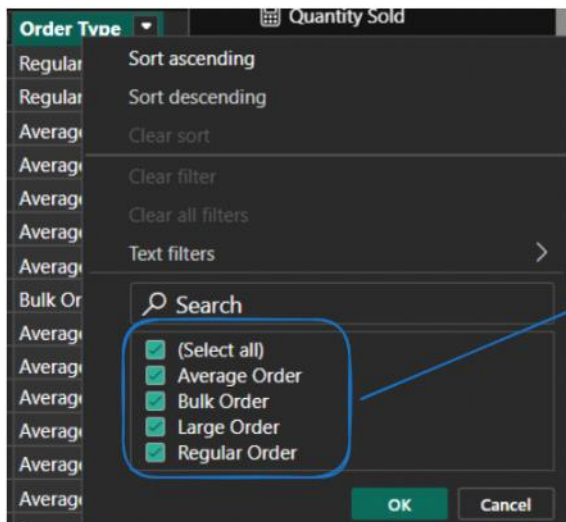 Order Type
Quantity Sold
Regular
Regular
Average
Average
Average
Average
Average
Bulk Or
Average
Average
Average
Average
Average
Average
Sort ascending
Sort descending
Clear sort
Clear filter
Clear all filters
Text filters
Search
(Select all)
Average Order
Bulk Order
Large Order
Regular Order
OK
Cancel